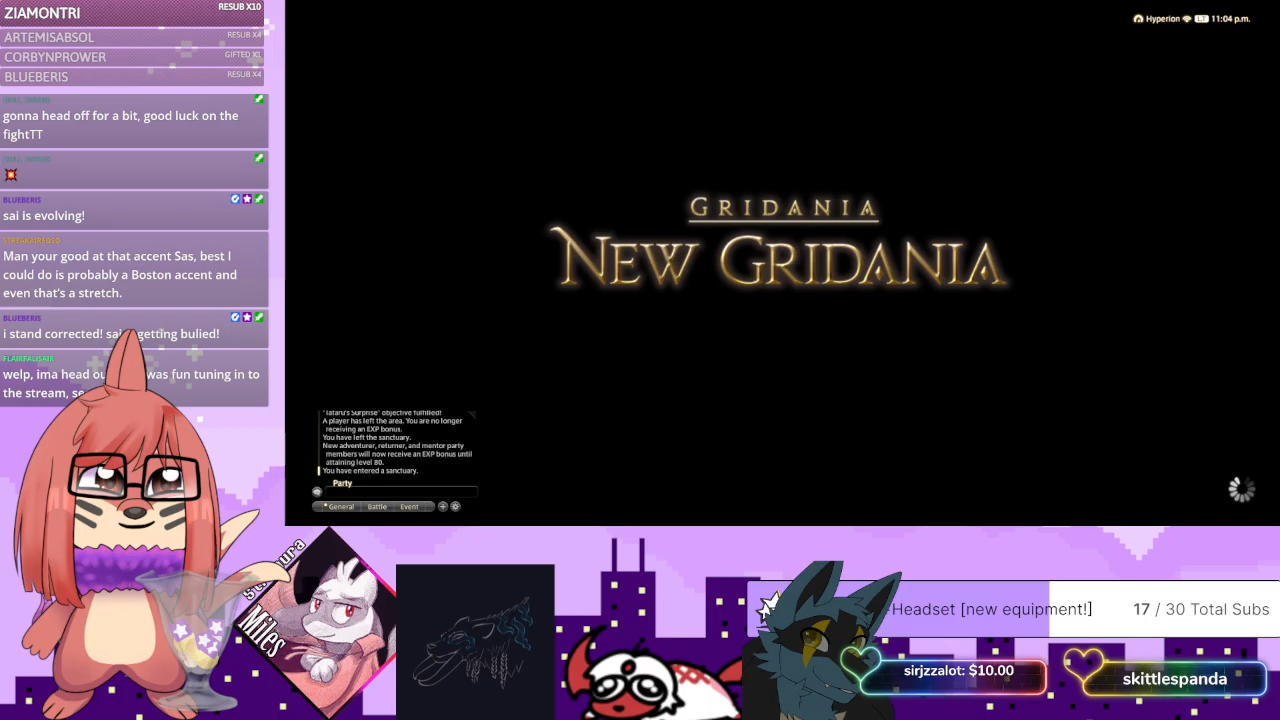 ZIAMONTRI
RESUB X10
ARTEMISABSOL
RESUB X4
CORBYNPROWER
GIFTED X1
BLUEBERIS
RESUB X4
gonna head off for a bit, good luck on the
fightTT
BLUEBERIS
sai is evolving!
Man your good at that accent Sas, best I
could do is probably a Boston accent and
even that's a stretch.
BLUEBERIS
i stand corrected! sai getting bulied!
FLAIRFALISAIR
welp, ima head ou was fun tuning in to
the stream, se
Hyperion LT 11:04 p.m.
GRIDANIA
NEW GRIDANIA
"Tataru's Surprise" objective fulfilled!
A player has left the area. You are no longer
receiving an EXP bonus.
You have left the sanctuary.
New adventurer, returner, and mentor party
members will now receive an EXP bonus until
attaining level 80.
You have entered a sanctuary.
Party
General Battle Event
Miles
Headset [new equipment!]
17 / 30 Total Subs
sirjzzalot: $10.00
skittlespanda